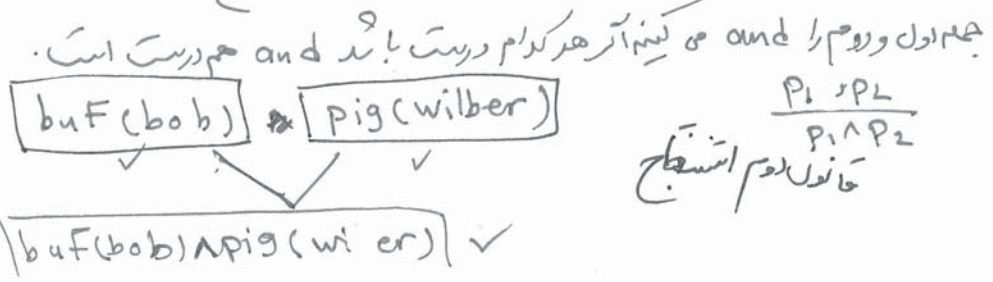 جمله اول و دوم را and می کنیم اگر هر کدام درست باشد and هم درست است.
buf(bob) pig(wilber)
P1 , P2
P1 ∧ P2
قانون دوم استنتاج
✓ ✓
buf(bob) ∧ pig(wi er) ✓